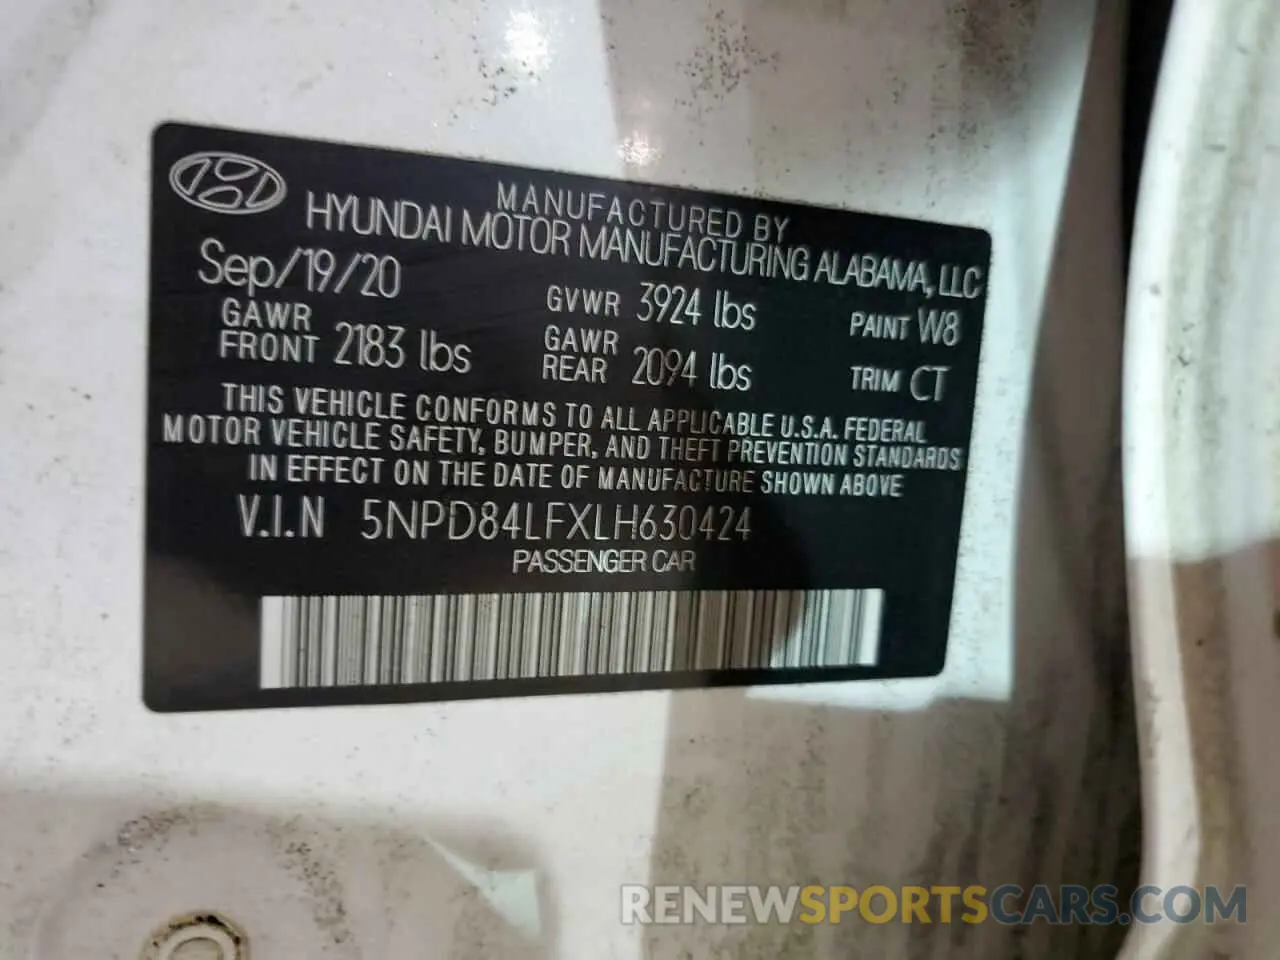 MANUFACTURED BY
HYUNDAI MOTOR MANUFACTURING ALABAMA, LLC
Sep/19/20
GVWR 3924 lbs
PAINT W8
GAWR
FRONT 2183 lbs
GAWR
REAR 2094 lbs
TRIM CT
THIS VEHICLE CONFORMS TO ALL APPLICABLE U.S.A. FEDERAL
MOTOR VEHICLE SAFETY, BUMPER, AND THEFT PREVENTION STANDARDS
IN EFFECT ON THE DATE OF MANUFACTURE SHOWN ABOVE
V.I.N 5NPD84LFXLH630424
PASSENGER CAR
RENEWSPORTSCARS.COM